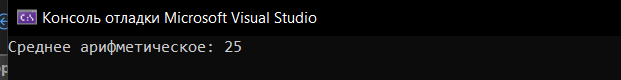 Консоль отладки Microsoft Visual Studio
Среднее арифметическое: 25